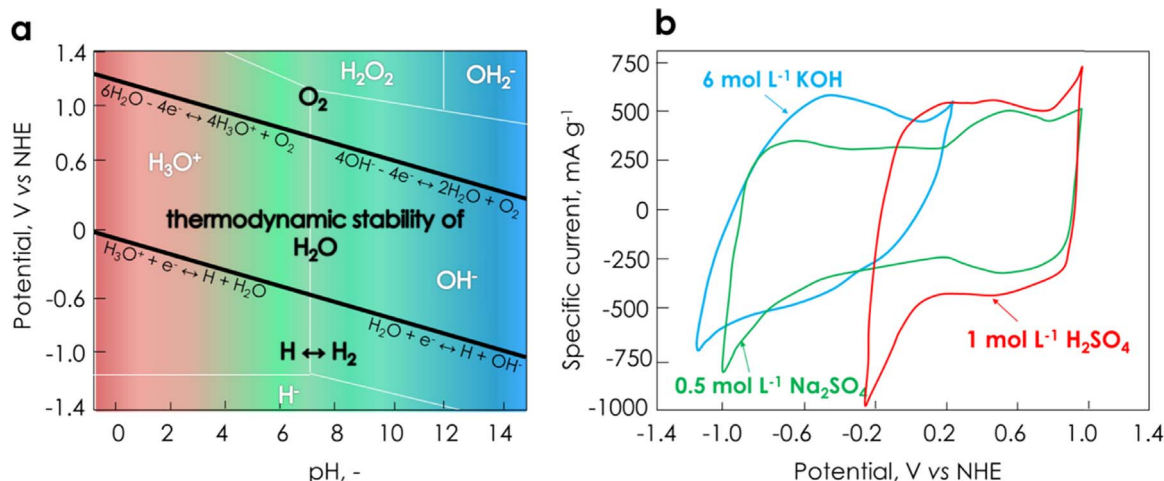 a
1.4
1.0
0.6
0
-0.6
-1.0
-1.4
Potential, V vs NHE
0 2 4 6 8 10 12 14
pH, -
H₂O₂
OH₂⁻
O₂
6H₂O - 4e⁻ ↔ 4H₃O⁺ + O₂
4OH⁻ - 4e⁻ ↔ 2H₂O + O₂
H₃O⁺
thermodynamic stability of
H₂O
H₃O⁺ + e⁻ ↔ H + H₂O
OH⁻
H₂O + e⁻ ↔ H + OH⁻
H ↔ H₂
H⁻
b
750
500
250
0
-250
-500
-750
-1000
Specific current, mA g⁻¹
-1.4 -1.0 -0.6 -0.2 0.2 0.6 1.0 1.4
Potential, V vs NHE
6 mol L⁻¹ KOH
1 mol L⁻¹ H₂SO₄
0.5 mol L⁻¹ Na₂SO₄